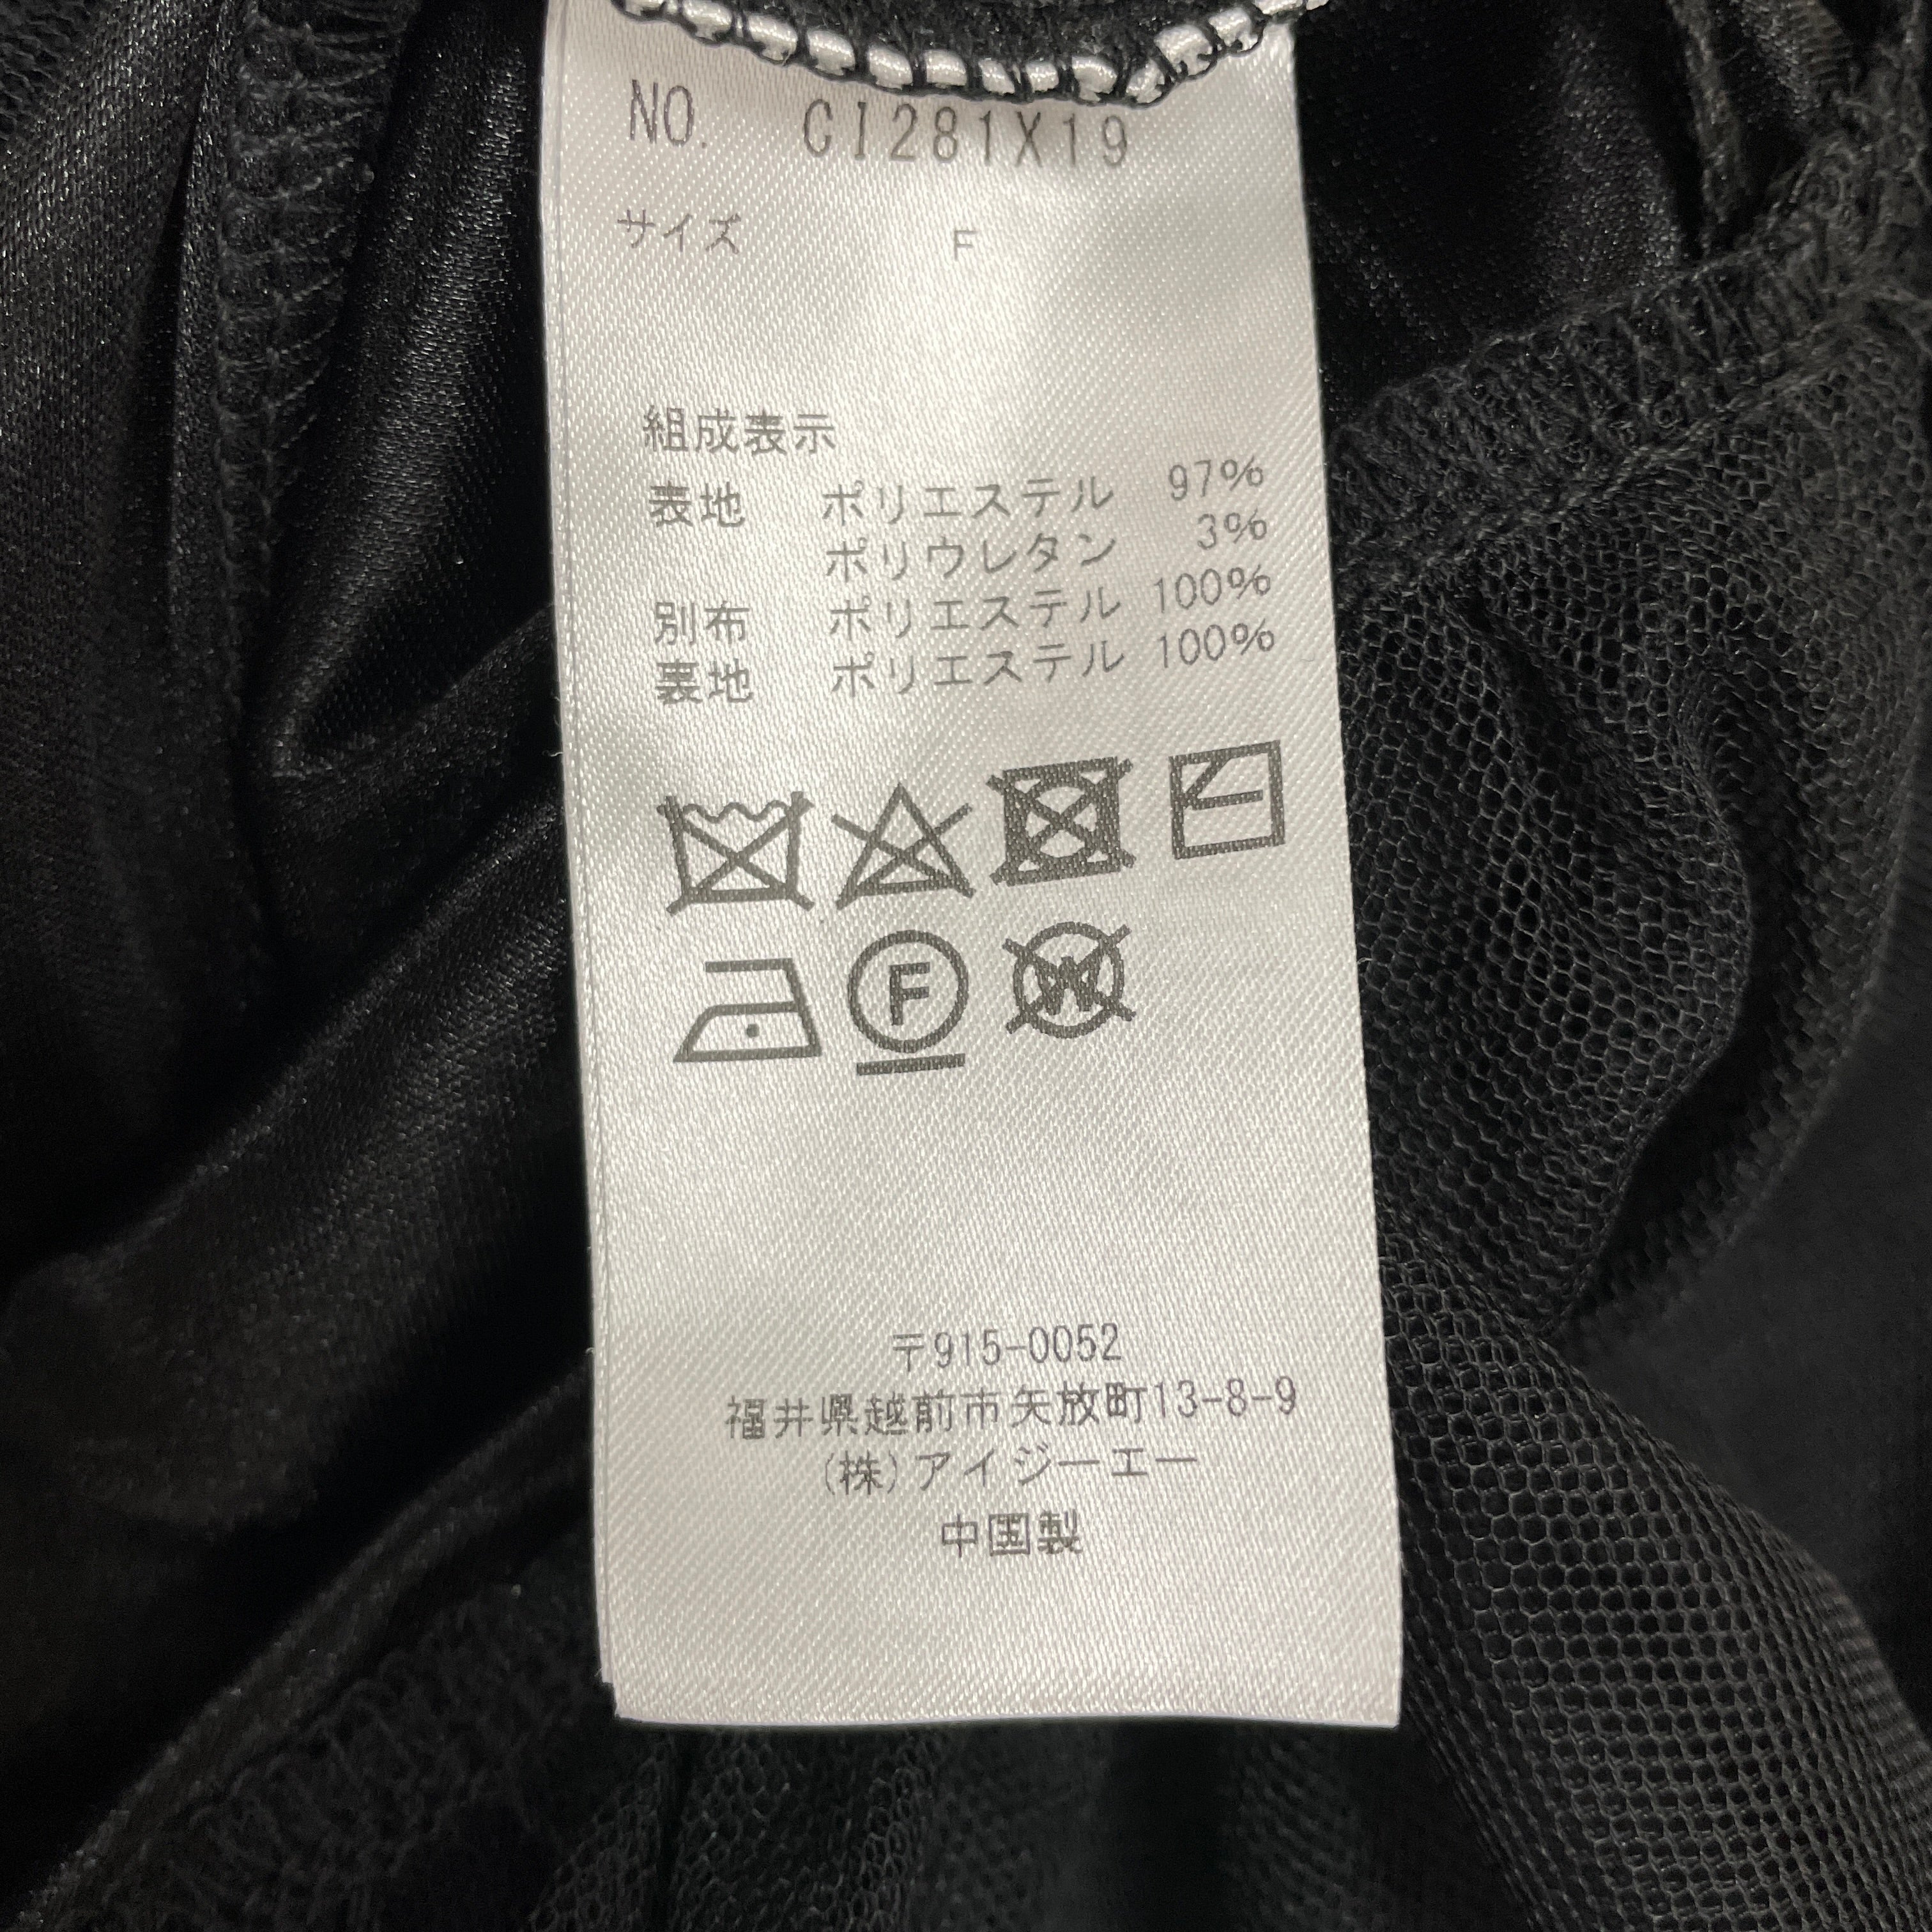 NO. CI281X19
サイズ F
組成表示
表地 ポリエステル 97%
ポリウレタン 3%
別布 ポリエステル 100%
裏地 ポリエステル 100%
F
W
〒915-0052
福井県越前市矢放町13-8-9
(株)アイジーエー
中国製